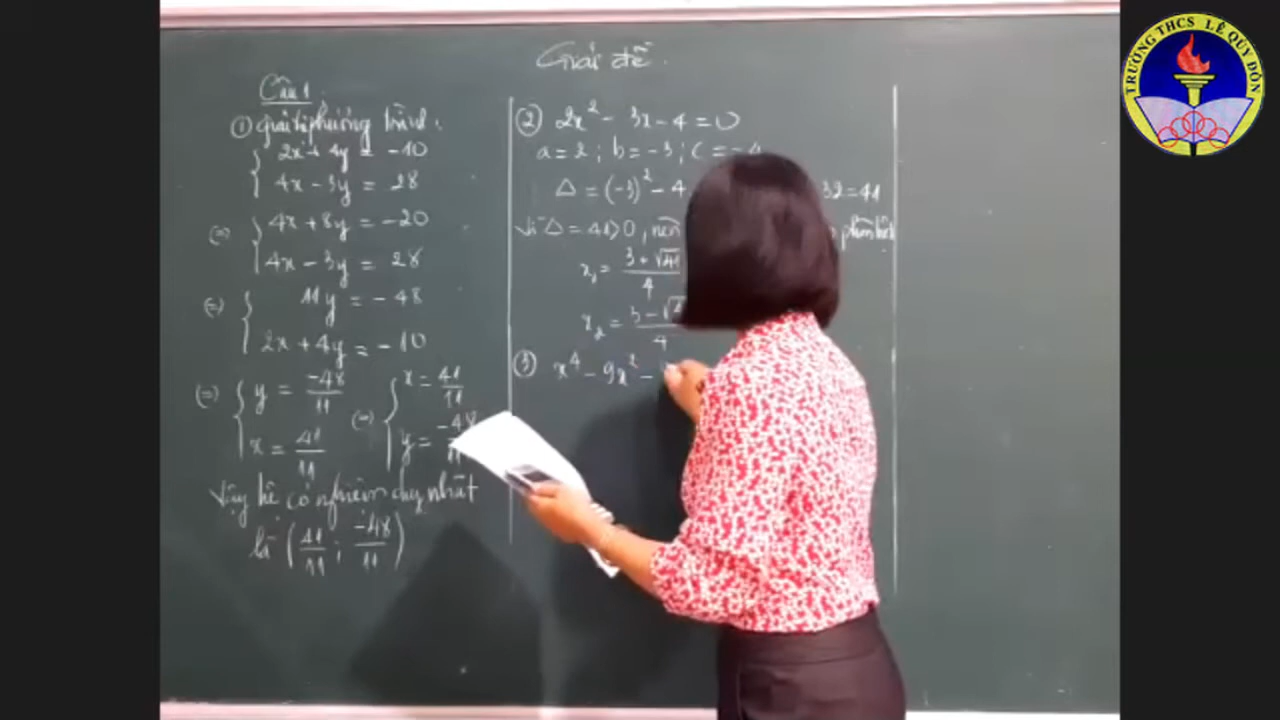 Giải đề.
Câu 1.
① Giải hệ phương trình:
{ 2x + 4y = -10
4x - 3y = 28
(=) { 4x + 8y = -20
4x - 3y = 28
(=) { 11y = -48
2x + 4y = -10
(=) { y = -48/11 (=) { x = 41/11
x = 41/11 y = -48/11
Vậy hệ có nghiệm duy nhất
là (41/11 ; -48/11)
② 2x² - 3x - 4 = 0
a = 2 ; b = -3 ; c = -4
Δ = (-3)² - 4 32 = 41
Vì Δ = 41 > 0 , nên phân biệt
x₁ = 3 + √41 / 4
x₂ = 3 - √4 / 4
③ x⁴ - 9x² -
TRƯỜNG THCS LÊ QÚY ĐÔN